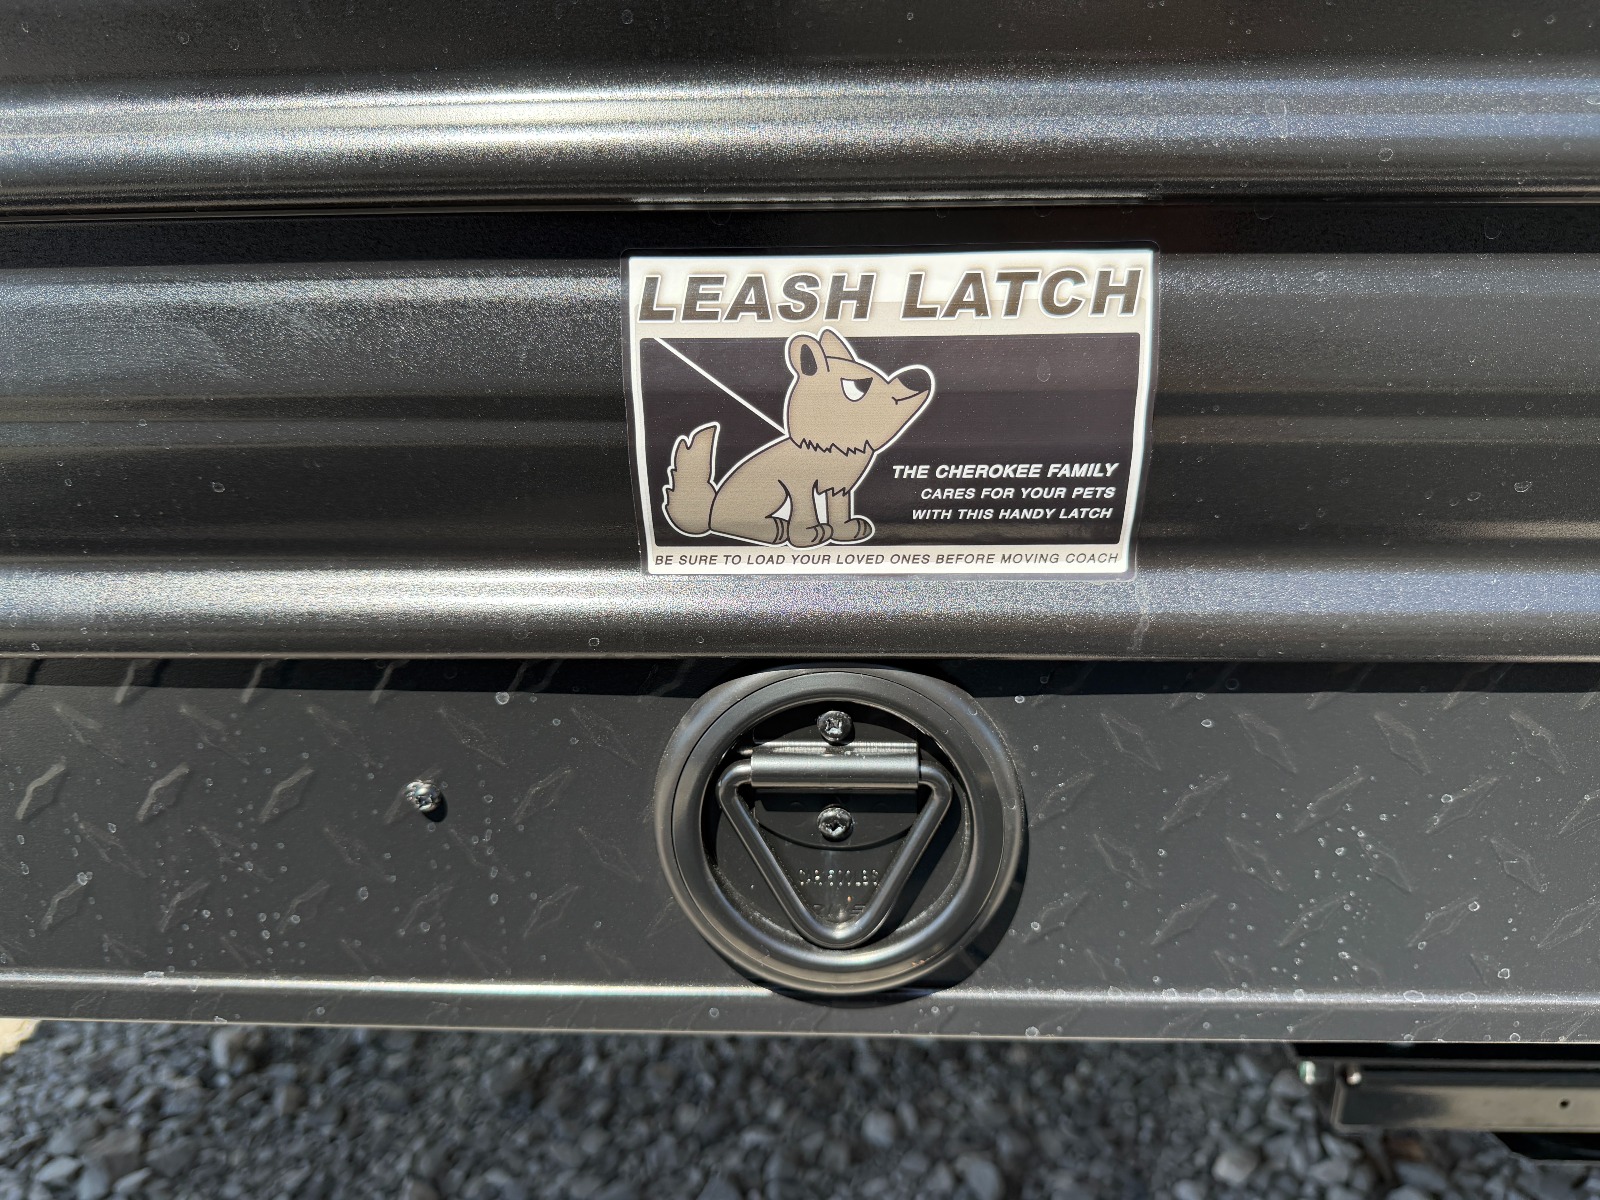 LEASH LATCH
THE CHEROKEE FAMILY
CARES FOR YOUR PETS
WITH THIS HANDY LATCH
BE SURE TO LOAD YOUR LOVED ONES BEFORE MOVING COACH